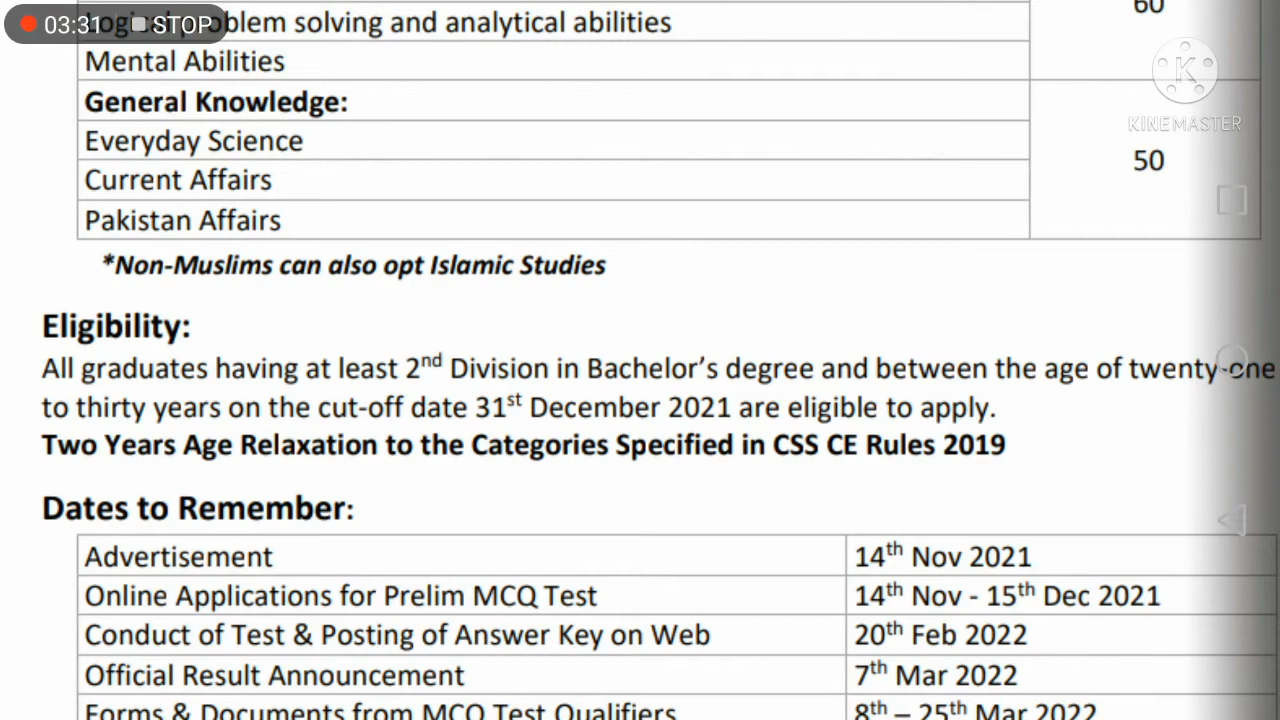 60
03:31 STOP
Logical problem solving and analytical abilities
Mental Abilities
KINEMASTER
General Knowledge:
Everyday Science
50
Current Affairs
Pakistan Affairs
*Non-Muslims can also opt Islamic Studies
Eligibility:
All graduates having at least 2nd Division in Bachelor's degree and between the age of twenty-one
to thirty years on the cut-off date 31st December 2021 are eligible to apply.
Two Years Age Relaxation to the Categories Specified in CSS CE Rules 2019
Dates to Remember:
Advertisement 14th Nov 2021
Online Applications for Prelim MCQ Test 14th Nov - 15th Dec 2021
Conduct of Test & Posting of Answer Key on Web 20th Feb 2022
Official Result Announcement 7th Mar 2022
Forms & Documents from MCQ Test Qualifiers 8th – 25th Mar 2022